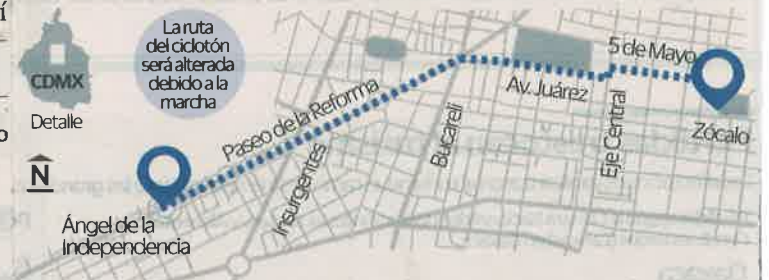 í
La ruta
del ciclotón
será alterada
debido a la
marcha
CDMX
Detalle
o
N
Ángel de la
Independencia
Paseo de la Reforma
Insurgentes
Bucareli
Av. Juárez
Eje Central
5 de Mayo
Zócalo